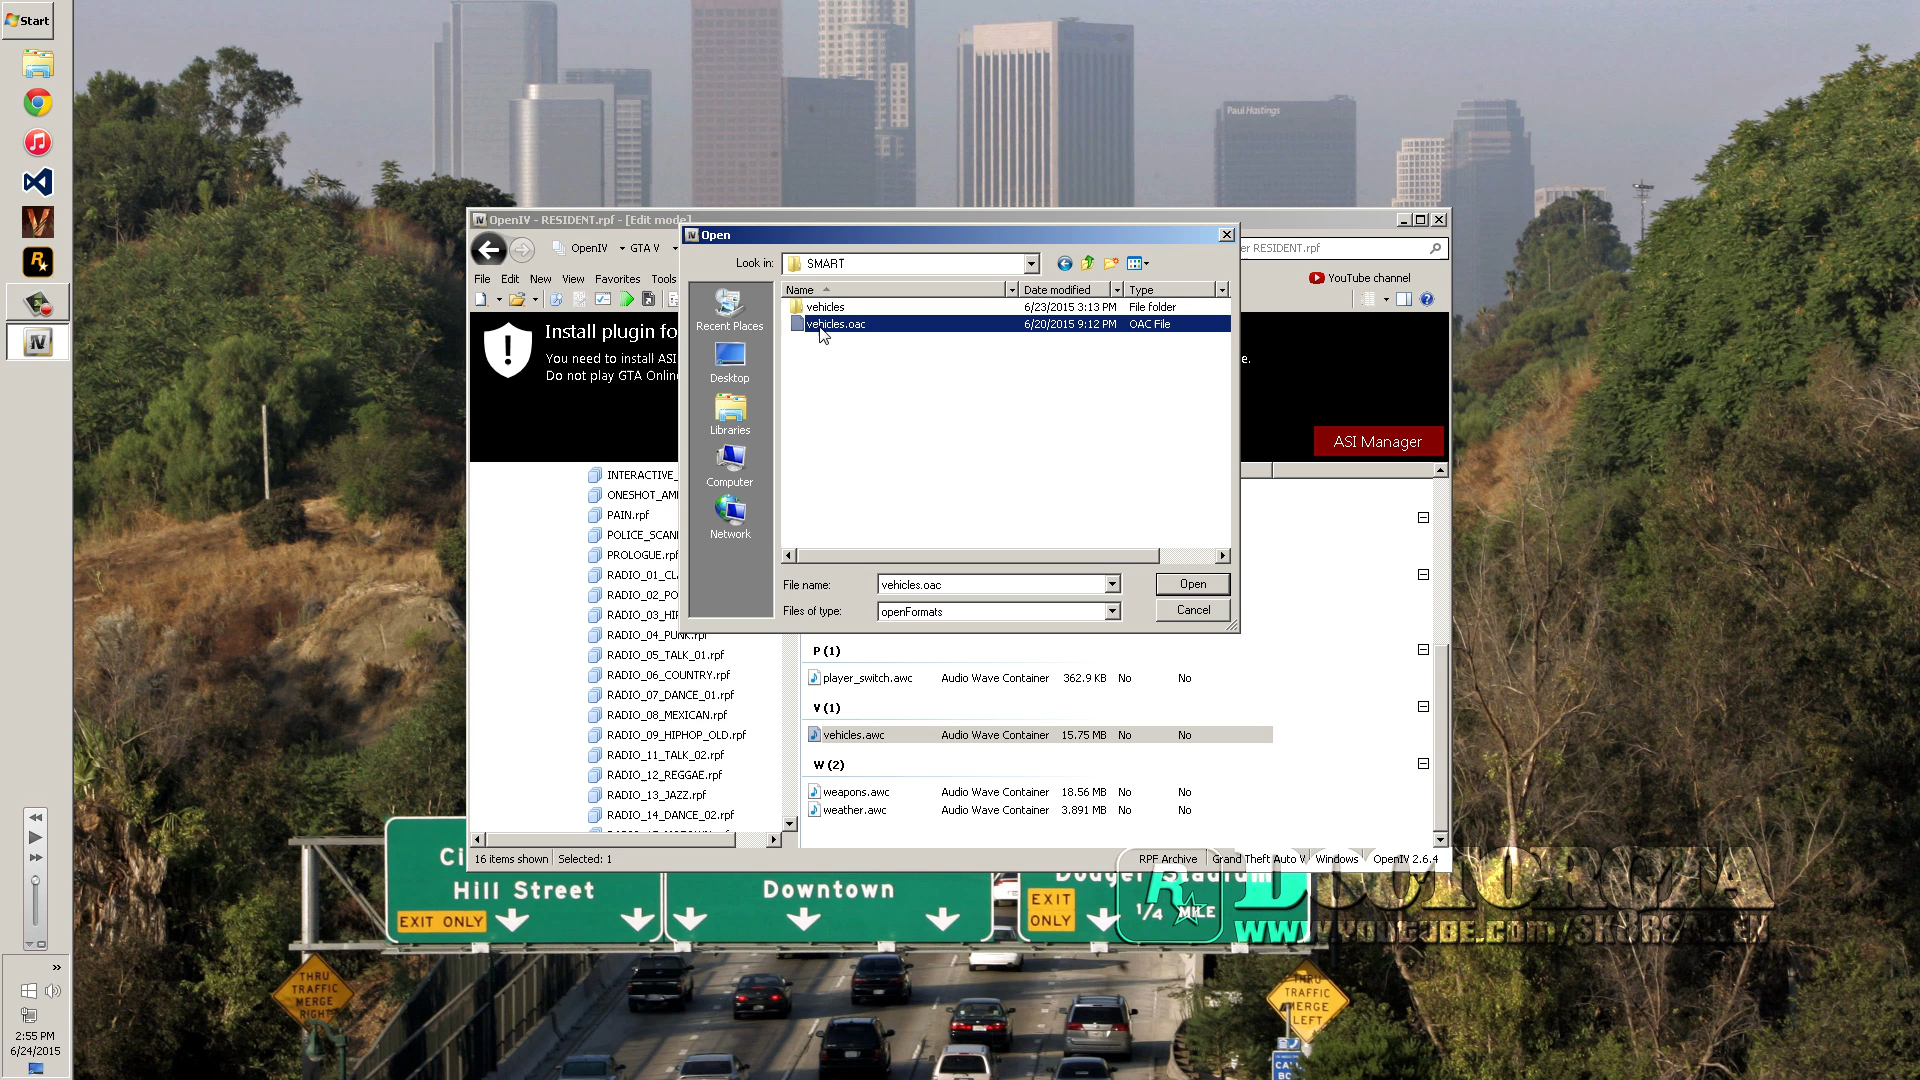 Start
Paul Hastings
OpenIV - RESIDENT.rpf - [Edit mode]
OpenIV
GTA V
RESIDENT.rpf
File Edit New View Favorites Tools
YouTube channel
Install plugin fo
You need to install ASI
Do not play GTA Onlin
e.
ASI Manager
Open
Look in:
SMART
Name
Date modified
Type
vehicles
6/23/2015 3:13 PM
File folder
vehicles.oac
6/20/2015 9:12 PM
OAC File
Recent Places
Desktop
Libraries
Computer
Network
File name:
vehicles.oac
Open
Files of type:
openFormats
Cancel
INTERACTIVE_
ONESHOT_AM
PAIN.rpf
POLICE_SCAN
PROLOGUE.rpf
RADIO_01_CL
RADIO_02_PO
RADIO_03_HI
RADIO_04_PUNK.rpf
RADIO_05_TALK_01.rpf
RADIO_06_COUNTRY.rpf
RADIO_07_DANCE_01.rpf
RADIO_08_MEXICAN.rpf
RADIO_09_HIPHOP_OLD.rpf
RADIO_11_TALK_02.rpf
RADIO_12_REGGAE.rpf
RADIO_13_JAZZ.rpf
RADIO_14_DANCE_02.rpf
P (1)
player_switch.awc Audio Wave Container 362.9 KB No No
V (1)
vehicles.awc Audio Wave Container 15.75 MB No No
W (2)
weapons.awc Audio Wave Container 18.56 MB No No
weather.awc Audio Wave Container 3.891 MB No No
16 items shown
Selected: 1
RPF Archive
Grand Theft Auto V
Windows
OpenIV 2.6.4
Ci
Hill Street
EXIT ONLY
Downtown
Dodger Stadium
EXIT
ONLY
1/4 MILE
THRU
TRAFFIC
MERGE
RIGHT
THRU
TRAFFIC
MERGE
LEFT
CALL
BOX
2:55 PM
6/24/2015